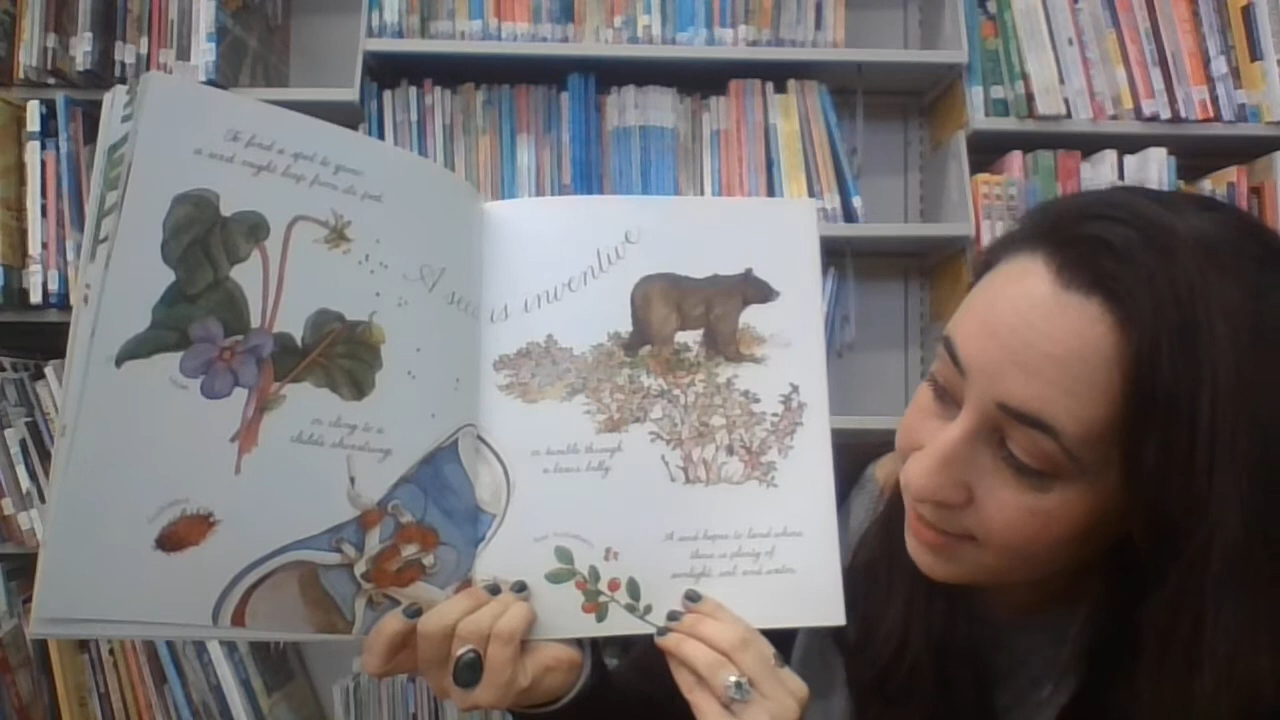 To find a spot to grow,
a seed might leap from its pod,
A seed is inventive
or cling to a
child's shoestring,
or tumble through
a bear's belly.
A seed hopes to land where
there is plenty of
sunlight, soil, and water.